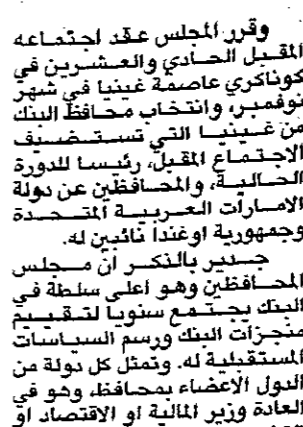 وقرر المجلس عقد اجتماعه
المقبل الحادي والعشرين في
كوناكري عاصمة غينيا في شهر
نوفمبر، وانتخاب محافظ البنك
من غينيا التي تستضيف
الاجتماع المقبل، رئيسا للدورة
الحالية، والمحافظين عن دولة
الامارات العربية المتحدة
وجمهورية اوغندا نائبين له.
جدير بالذكر ان مجلس
المحافظين وهو أعلى سلطة في
البنك يجتمع سنويا لتقييم
منجزات البنك ورسم السياسات
المستقبلية له. وتمثل كل دولة من
الدول الاعضاء بمحافظ، وهو في
العادة وزير المالية او الاقتصاد او